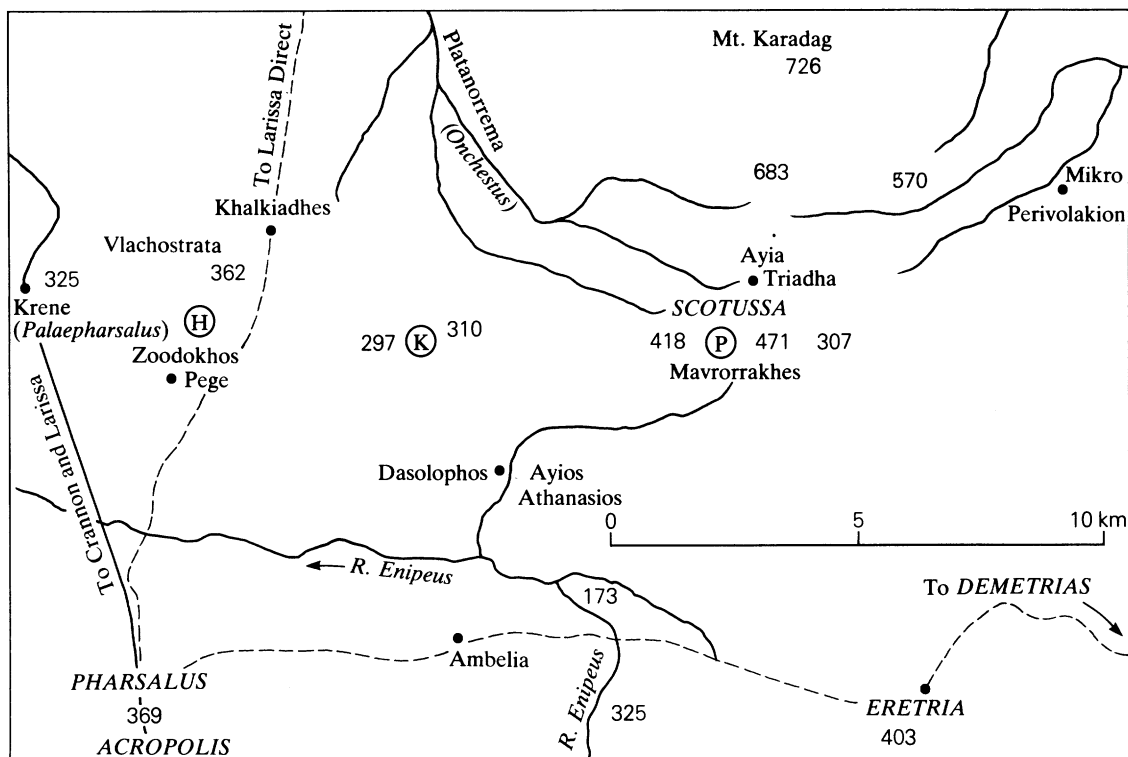 Mt. Karadag
726
Platanorrema
(Onchestus)
To Larissa Direct
683
570
Mikro
Perivolakion
Khalkiadhes
Vlachostrata
362
325
Krene
(Palaepharsalus)
H
Zoodokhos
Pege
Ayia
Triadha
SCOTUSSA
297 K 310
418 P 471 307
Mavrorrakhes
To Crannon and Larissa
Dasolophos
Ayios
Athanasios
0 5 10 km
R. Enipeus
173
To DEMETRIAS
Ambelia
R. Enipeus
325
PHARSALUS
369
ACROPOLIS
ERETRIA
403